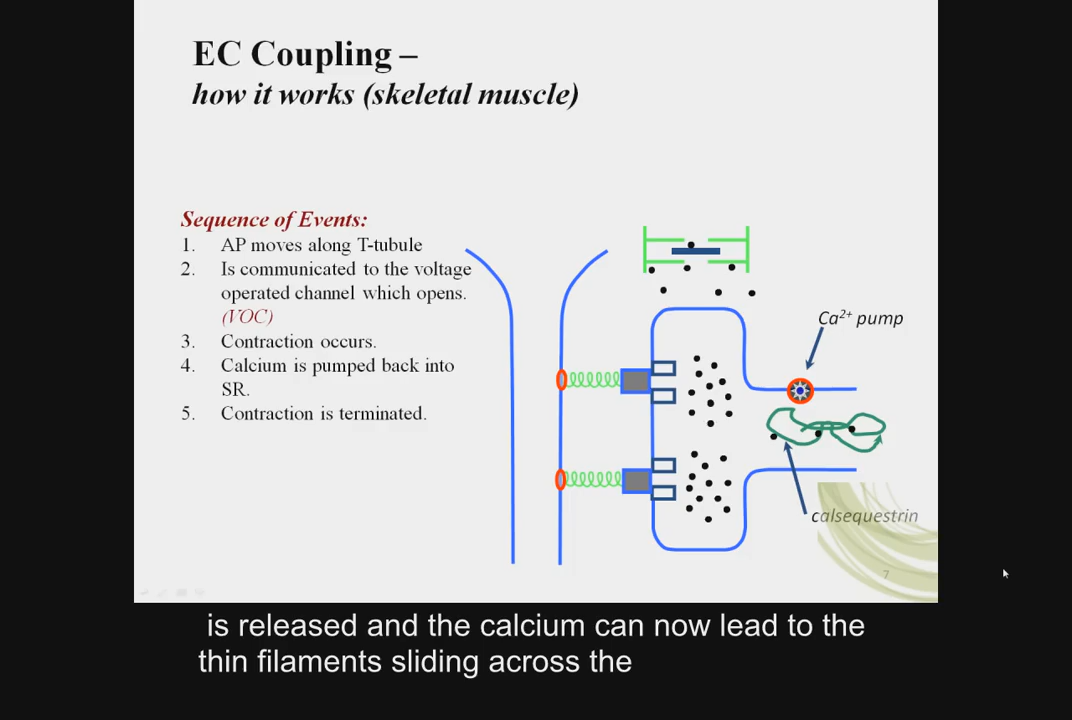 EC Coupling –
how it works (skeletal muscle)
Sequence of Events:
1. AP moves along T-tubule
2. Is communicated to the voltage
operated channel which opens.
(VOC)
3. Contraction occurs.
4. Calcium is pumped back into
SR.
5. Contraction is terminated.
Ca²⁺ pump
calsequestrin
7
is released and the calcium can now lead to the
thin filaments sliding across the